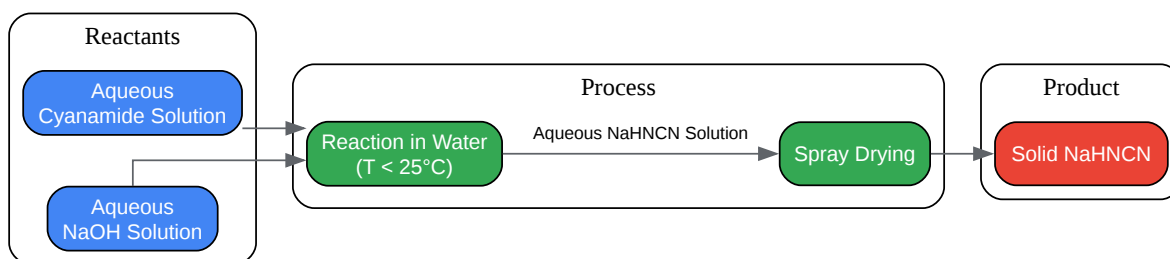 Reactants
Aqueous
Cyanamide Solution
Aqueous
NaOH Solution
Process
Reaction in Water
(T < 25°C)
Aqueous NaHNCN Solution
Spray Drying
Product
Solid NaHNCN